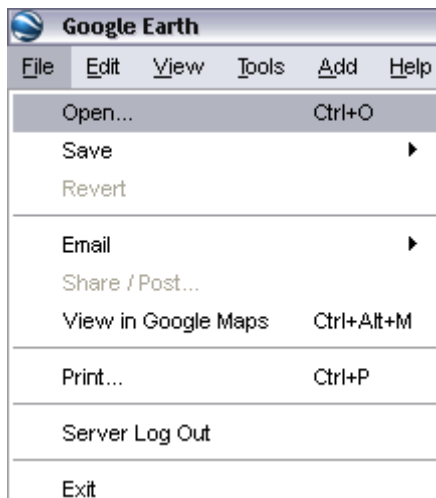 Google Earth
File Edit View Tools Add Help
Open... Ctrl+O
Save
Revert
Email
Share / Post...
View in Google Maps Ctrl+Alt+M
Print... Ctrl+P
Server Log Out
Exit